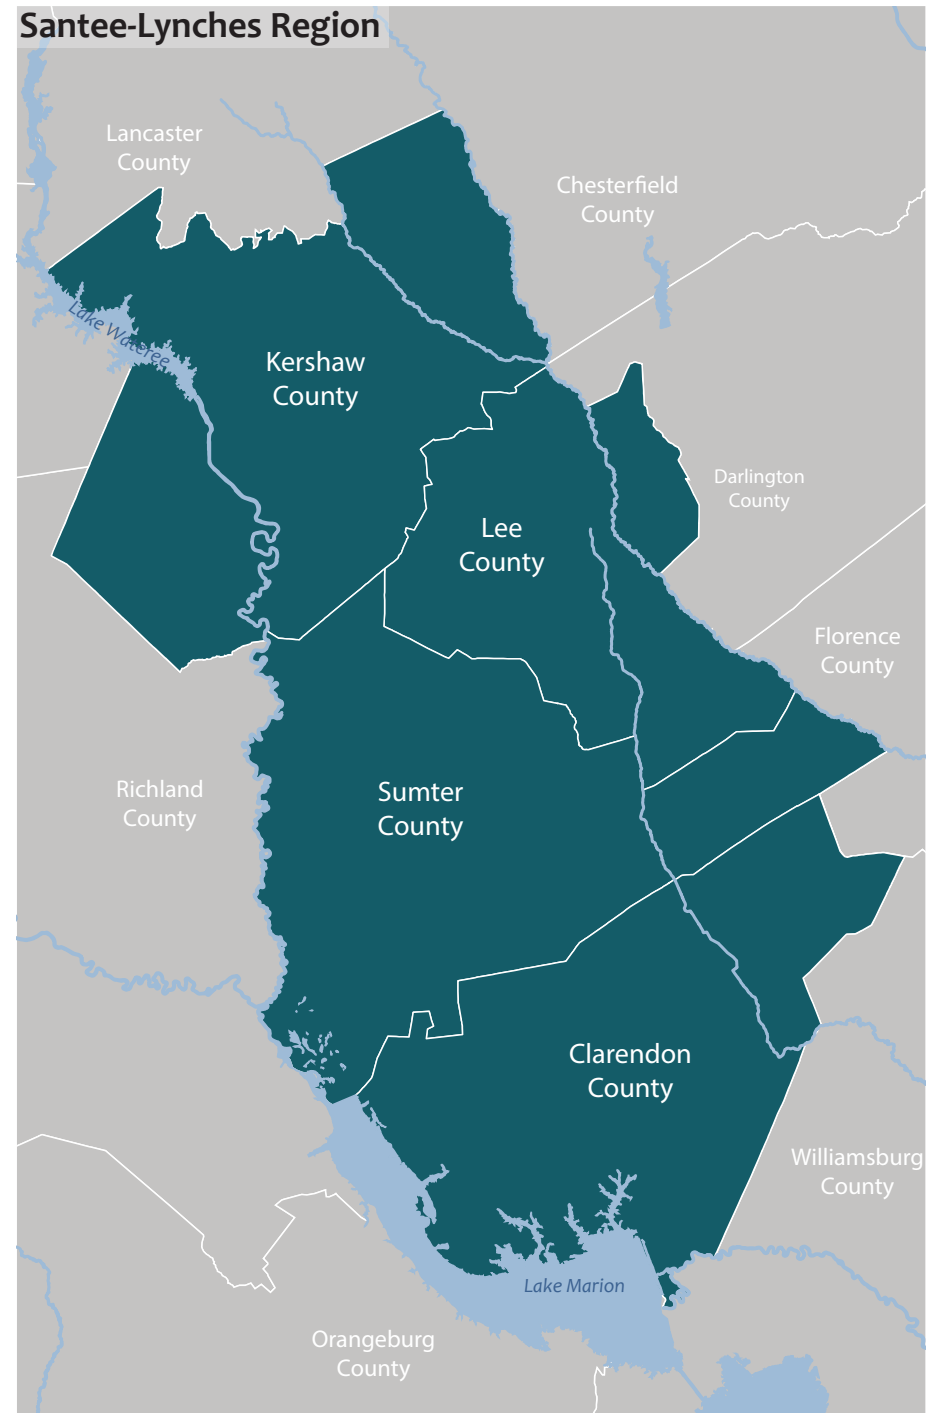 Santee-Lynches Region
Lancaster
County
Chesterfield
County
Lake Wateree
Kershaw
County
Darlington
County
Lee
County
Florence
County
Richland
County
Sumter
County
Clarendon
County
Williamsburg
County
Lake Marion
Orangeburg
County